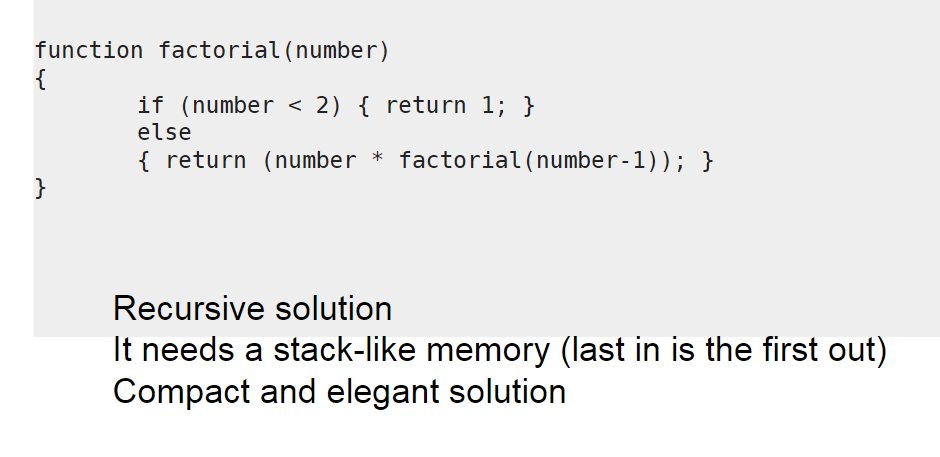 function factorial(number)
{
if (number < 2) { return 1; }
else
{ return (number * factorial(number-1)); }
}
Recursive solution
It needs a stack-like memory (last in is the first out)
Compact and elegant solution